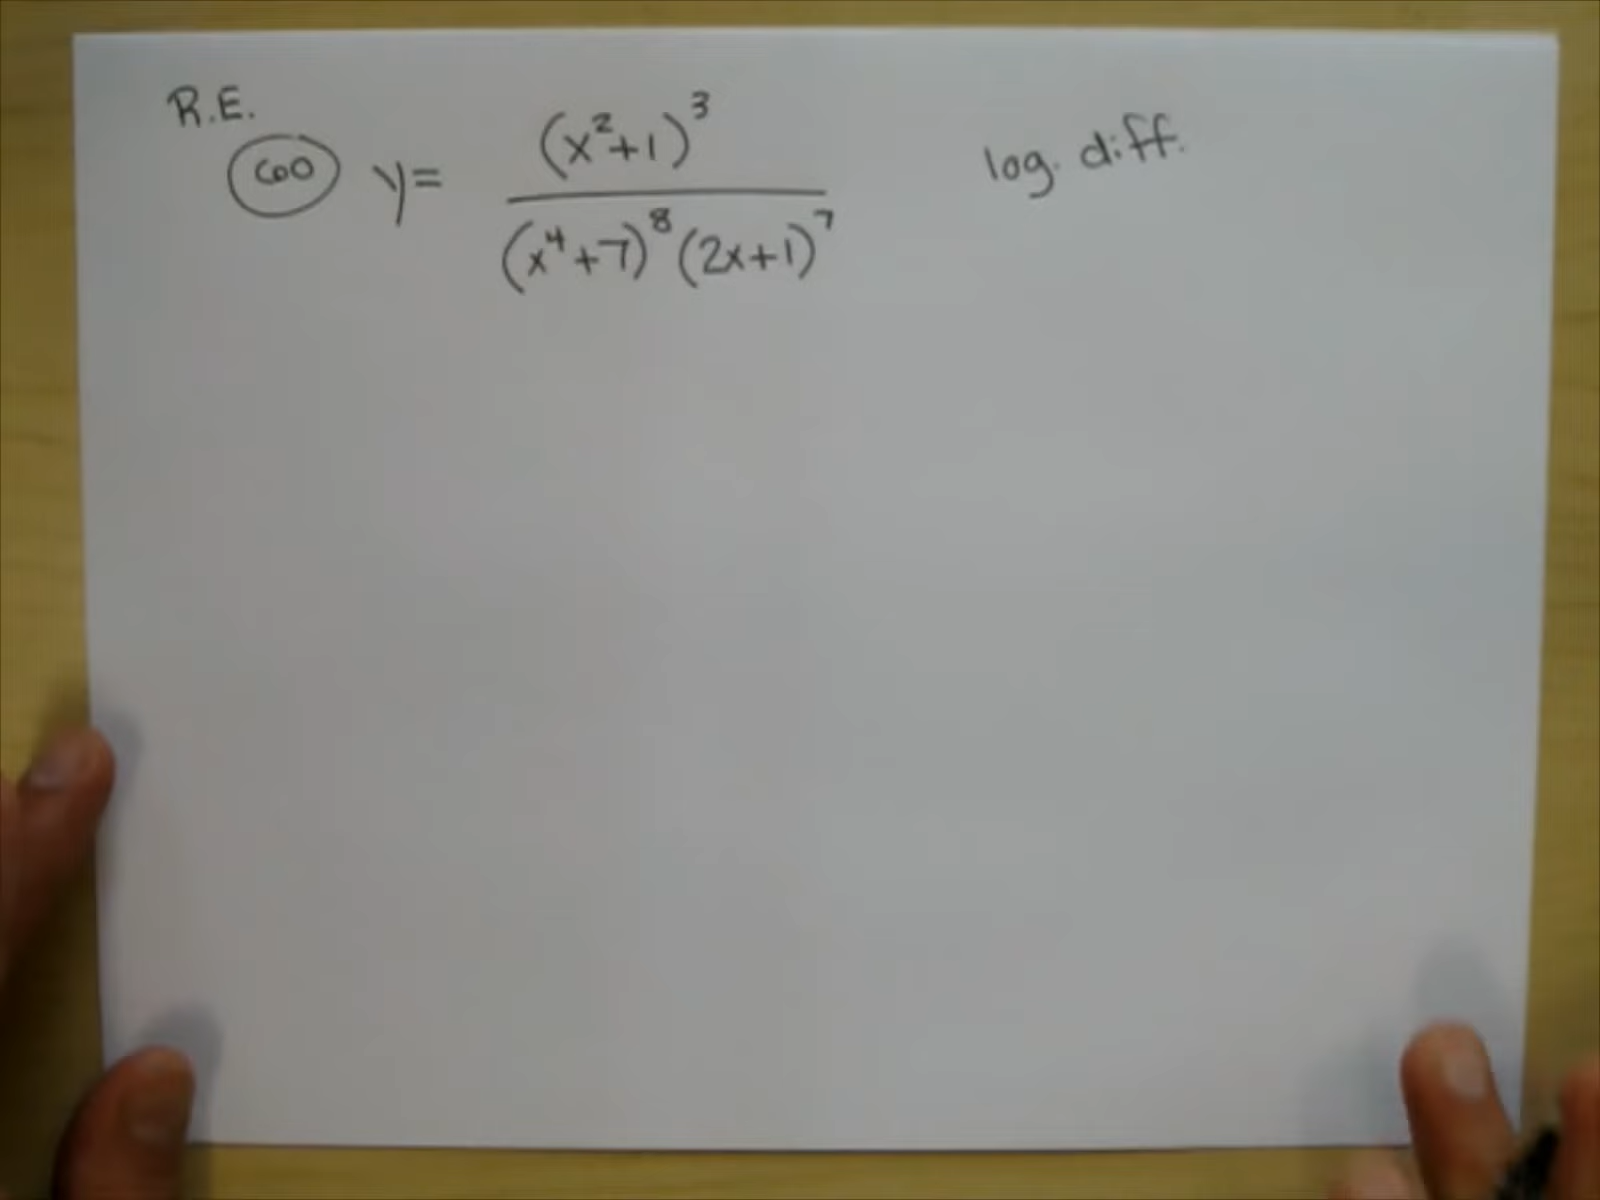 R.E.
60 y= (x²+1)³ / (x⁴+7)⁸(2x+1)⁷ log. diff.